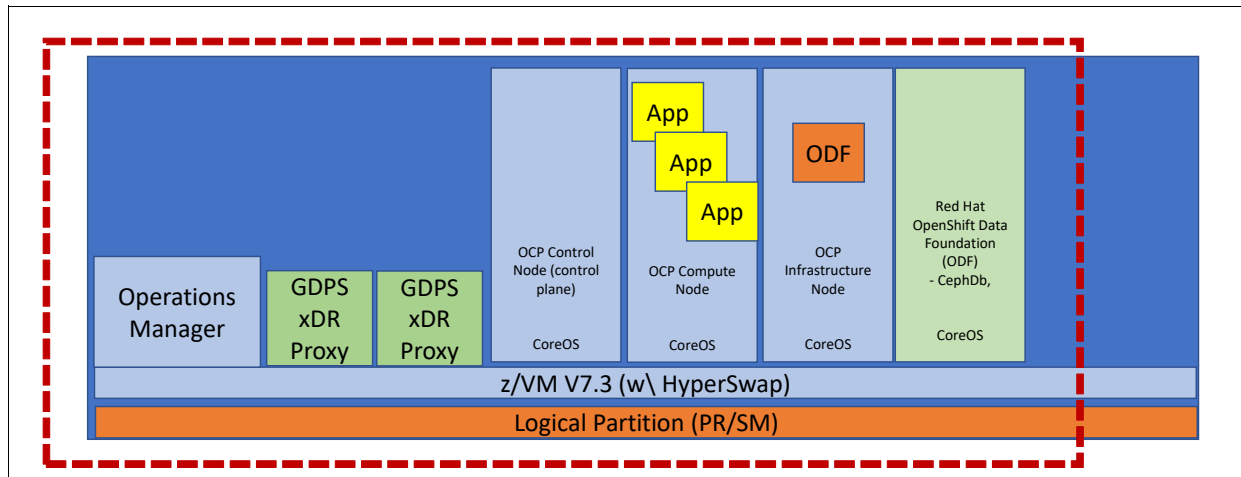 Operations
Manager
GDPS
xDR
Proxy
GDPS
xDR
Proxy
OCP Control
Node (control
plane)
CoreOS
App
App
App
OCP Compute
Node
CoreOS
ODF
OCP
Infrastructure
Node
CoreOS
Red Hat
OpenShift Data
Foundation
(ODF)
- CephDb,
CoreOS
z/VM V7.3 (w\ HyperSwap)
Logical Partition (PR/SM)